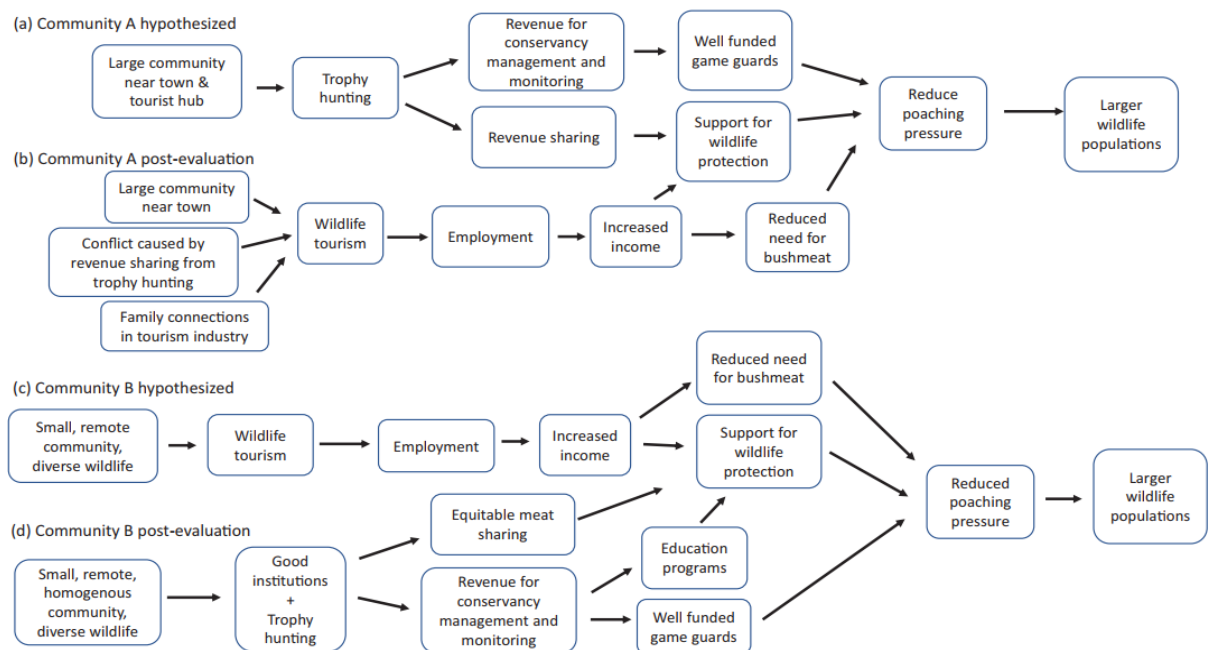 (a) Community A hypothesized
Large community
near town &
tourist hub
Trophy
hunting
Revenue for
conservancy
management and
monitoring
Well funded
game guards
Revenue sharing
Support for
wildlife
protection
Reduce
poaching
pressure
Larger
wildlife
populations
(b) Community A post-evaluation
Large community
near town
Conflict caused by
revenue sharing from
trophy hunting
Family connections
in tourism industry
Wildlife
tourism
Employment
Increased
income
Reduced
need for
bushmeat
(c) Community B hypothesized
Small, remote
community,
diverse wildlife
Wildlife
tourism
Employment
Increased
income
Reduced need
for bushmeat
Support for
wildlife
protection
Reduced
poaching
pressure
Larger
wildlife
populations
(d) Community B post-evaluation
Small, remote,
homogenous
community,
diverse wildlife
Good
institutions
+
Trophy
hunting
Equitable meat
sharing
Revenue for
conservancy
management and
monitoring
Education
programs
Well funded
game guards